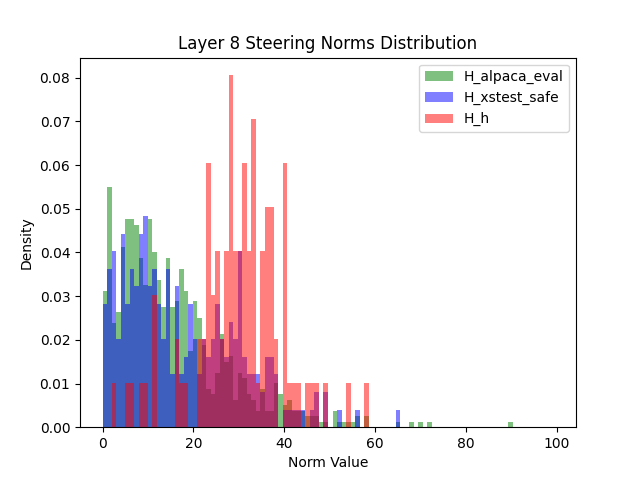 Layer 8 Steering Norms Distribution
H_alpaca_eval
H_xstest_safe
H_h
Density
0.08
0.07
0.06
0.05
0.04
0.03
0.02
0.01
0.00
0 20 40 60 80 100
Norm Value